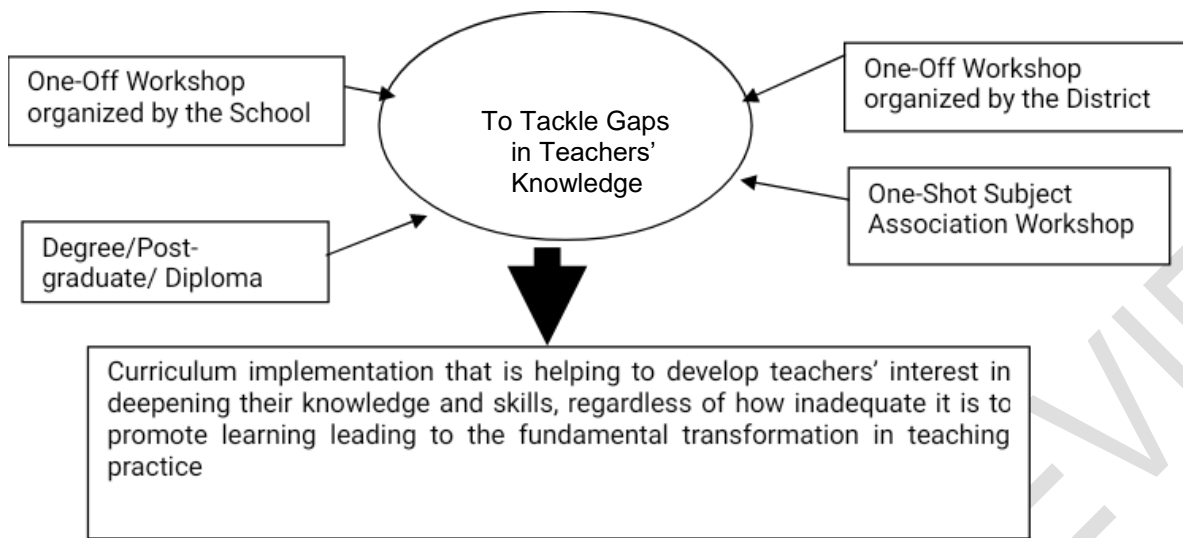 One-Off Workshop
organized by the School
To Tackle Gaps
in Teachers’
Knowledge
One-Off Workshop
organized by the District
One-Shot Subject
Association Workshop
Degree/Post-
graduate/ Diploma
Curriculum implementation that is helping to develop teachers’ interest in
deepening their knowledge and skills, regardless of how inadequate it is to
promote learning leading to the fundamental transformation in teaching
practice